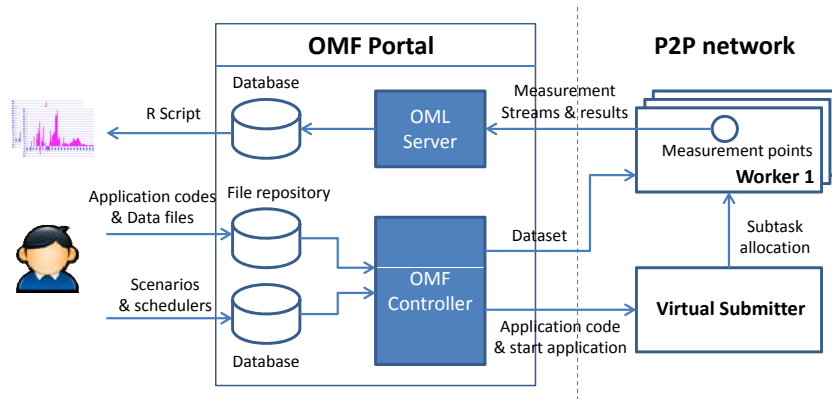 OMF Portal
P2P network
Database
R Script
OML
Server
Measurement
Streams & results
Measurement points
Worker 1
Application codes
& Data files
File repository
Dataset
Subtask
allocation
Scenarios
& schedulers
OMF
Controller
Virtual Submitter
Application code
& start application
Database